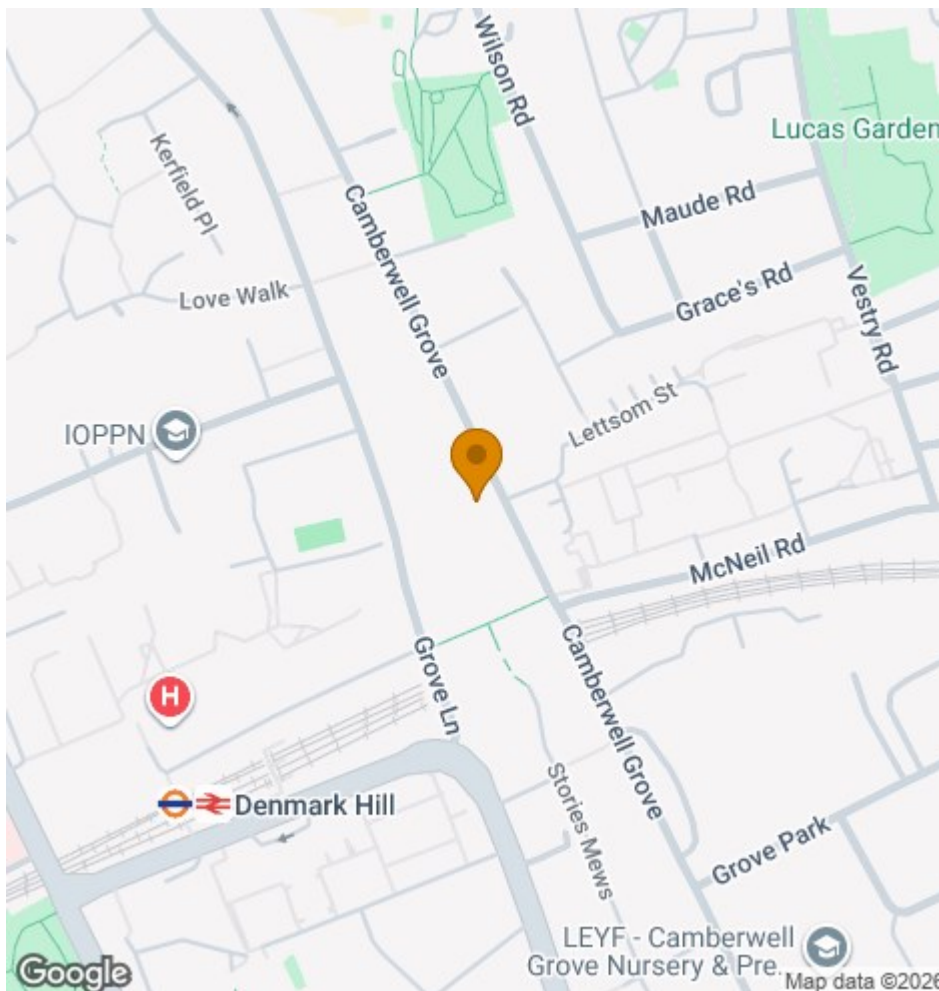 Wilson Rd
Lucas Garden
Kerfield Pl
Camberwell Grove
Maude Rd
Love Walk
Grace's Rd
Vestry Rd
IOPPN
Lettsom St
McNeil Rd
H
Grove Ln
Camberwell Grove
Denmark Hill
Stories Mews
Grove Park
LEYF - Camberwell
Grove Nursery & Pre...
Google
Map data ©2026